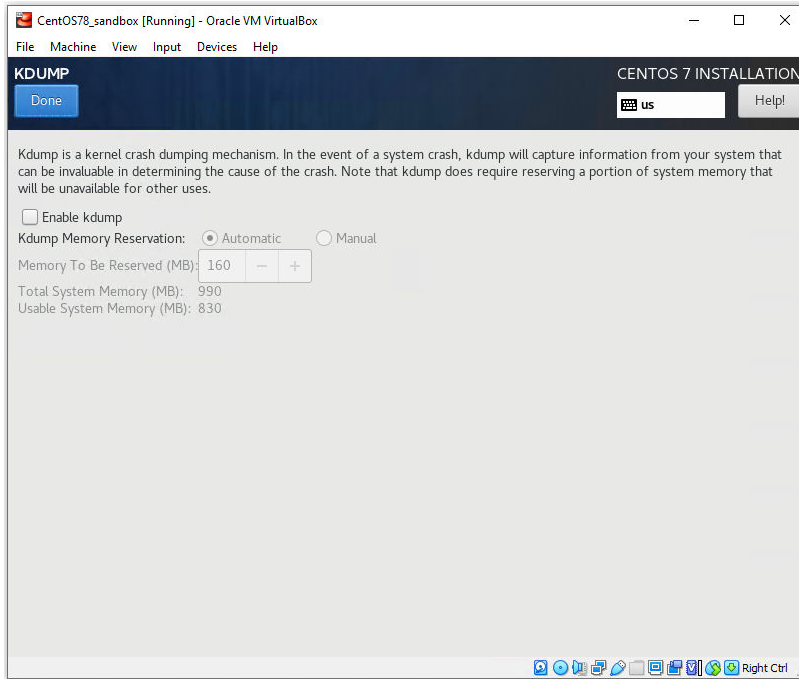 CentOS78_sandbox [Running] - Oracle VM VirtualBox
File Machine View Input Devices Help
KDUMP
CENTOS 7 INSTALLATION
Done
us
Help!
Kdump is a kernel crash dumping mechanism. In the event of a system crash, kdump will capture information from your system that
can be invaluable in determining the cause of the crash. Note that kdump does require reserving a portion of system memory that
will be unavailable for other uses.
Enable kdump
Kdump Memory Reservation: Automatic Manual
Memory To Be Reserved (MB): 160 − +
Total System Memory (MB): 990
Usable System Memory (MB): 830
Right Ctrl